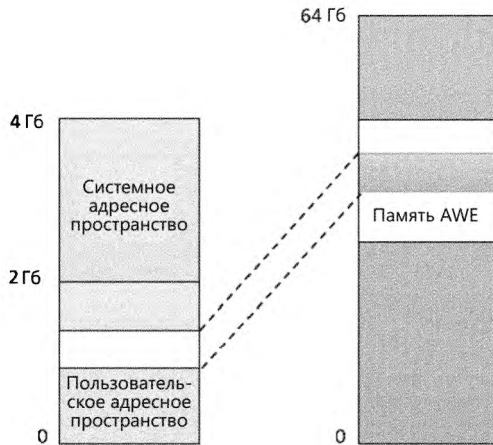 64 Гб
4 Гб
Системное
адресное
пространство
Память AWE
2 Гб
Пользователь-
ское адресное
пространство
0
0